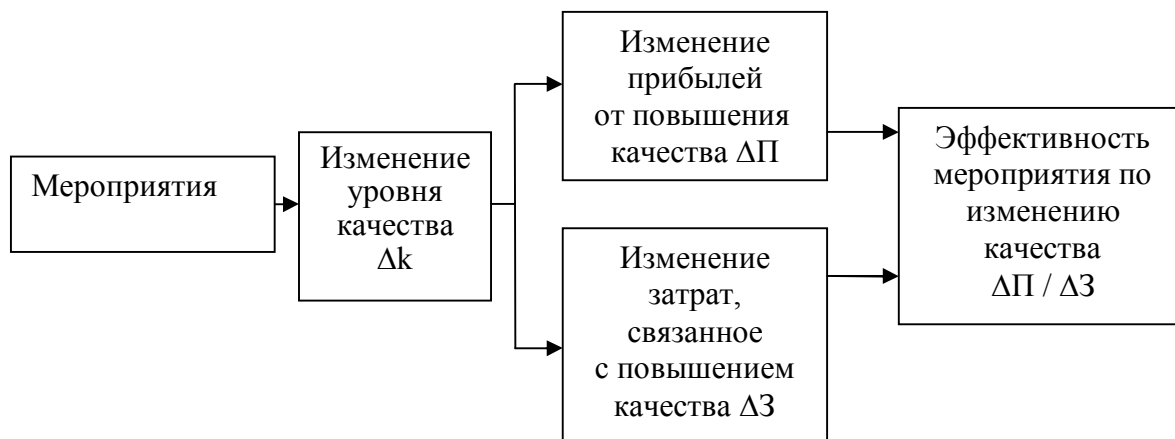 Мероприятия
Изменение
уровня
качества
Δk
Изменение
прибылей
от повышения
качества ΔП
Изменение
затрат,
связанное
с повышением
качества ΔЗ
Эффективность
мероприятия по
изменению
качества
ΔП / ΔЗ